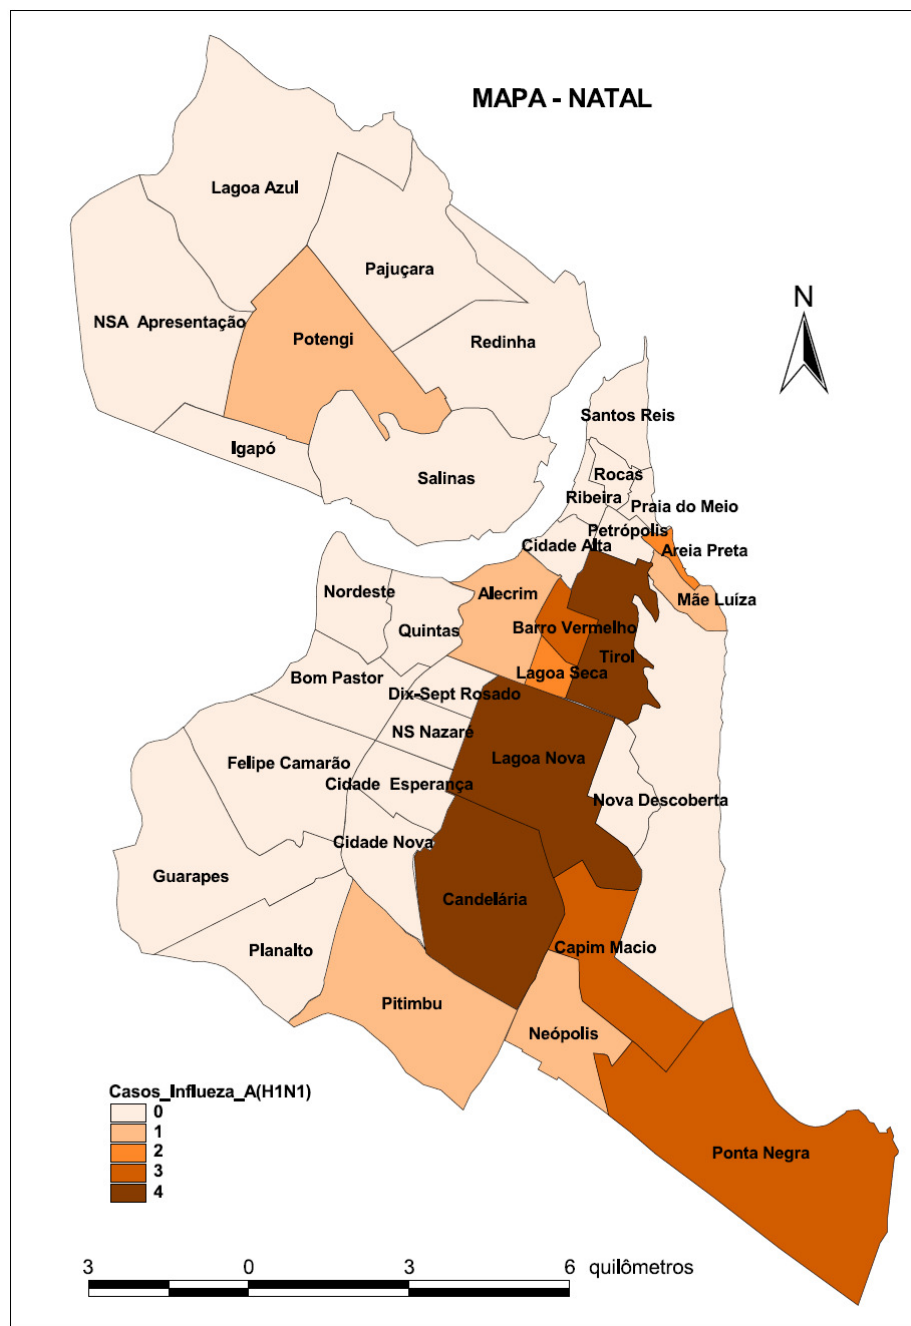 MAPA - NATAL
Lagoa Azul
Pajuçara
N
NSA Apresentação
Potengi
Redinha
Santos Reis
Igapó
Rocas
Salinas
Ribeira
Praia do Meio
Petrópolis
Cidade Alta
Areia Preta
Nordeste
Alecrim
Mãe Luíza
Quintas
Barro Vermelho
Tirol
Bom Pastor
Lagoa Seca
Dix-Sept Rosado
NS Nazaré
Lagoa Nova
Felipe Camarão
Cidade Esperança
Nova Descoberta
Cidade Nova
Guarapes
Candelária
Planalto
Capim Macio
Pitimbu
Neópolis
Ponta Negra
Casos_Influeza_A(H1N1)
0
1
2
3
4
3 0 3 6 quilômetros